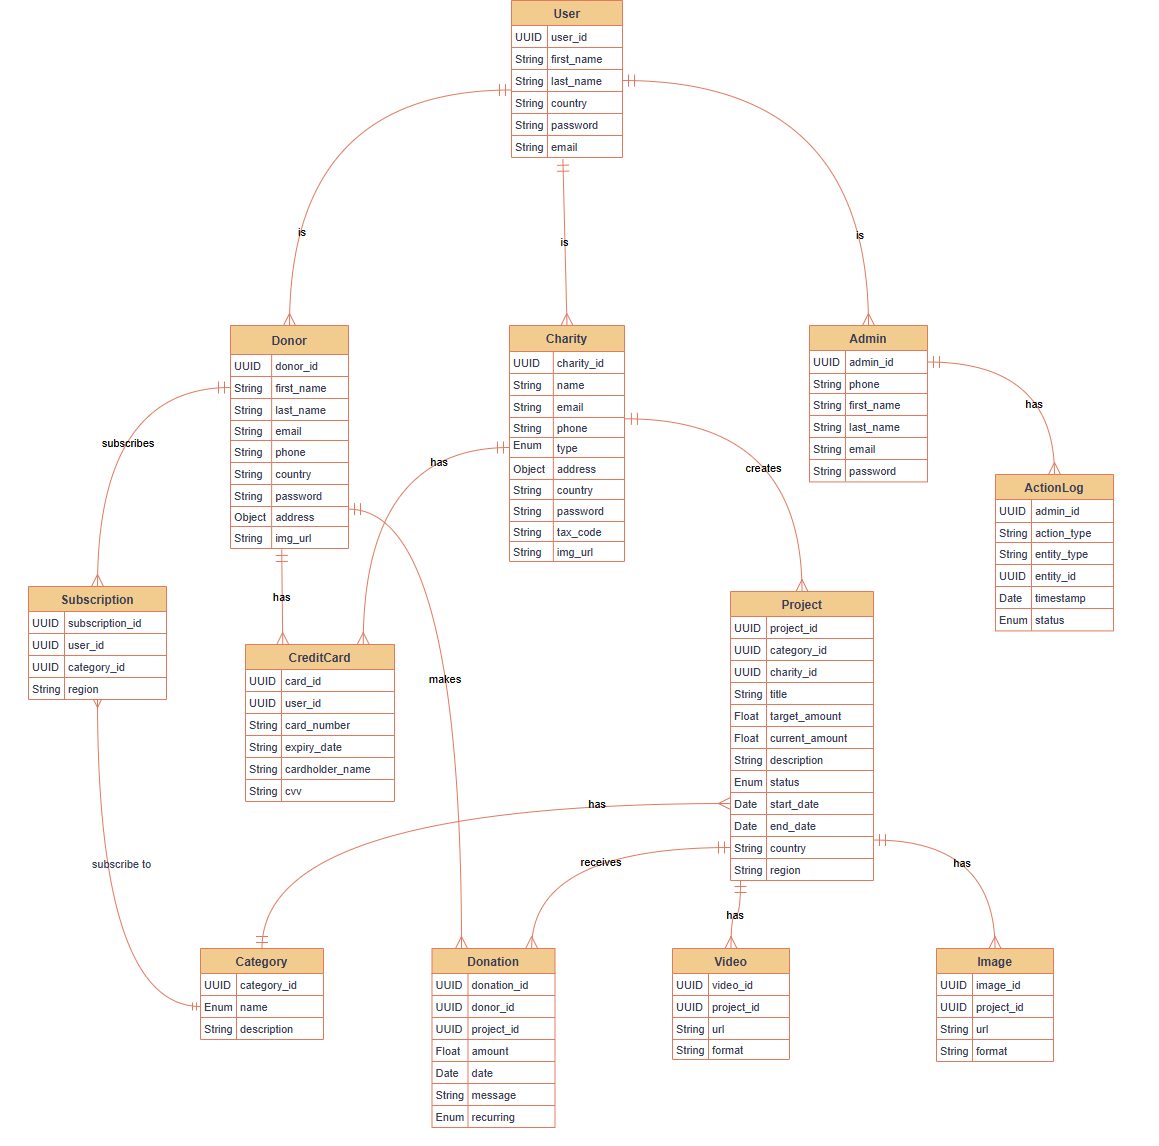 User
UUID user_id
String first_name
String last_name
String country
String password
String email
is
is
is
Donor
UUID donor_id
String first_name
String last_name
String email
String phone
String country
String password
Object address
String img_url
Charity
UUID charity_id
String name
String email
String phone
Enum type
Object address
String country
String password
String tax_code
String img_url
Admin
UUID admin_id
String phone
String first_name
String last_name
String email
String password
subscribes
has
creates
has
ActionLog
UUID admin_id
String action_type
String entity_type
UUID entity_id
Date timestamp
Enum status
has
makes
Subscription
UUID subscription_id
UUID user_id
UUID category_id
String region
CreditCard
UUID card_id
UUID user_id
String card_number
String expiry_date
String cardholder_name
String cvv
Project
UUID project_id
UUID category_id
UUID charity_id
String title
Float target_amount
Float current_amount
String description
Enum status
Date start_date
Date end_date
String country
String region
has
subscribe to
receives
has
has
Category
UUID category_id
Enum name
String description
Donation
UUID donation_id
UUID donor_id
UUID project_id
Float amount
Date date
String message
Enum recurring
Video
UUID video_id
UUID project_id
String url
String format
Image
UUID image_id
UUID project_id
String url
String format